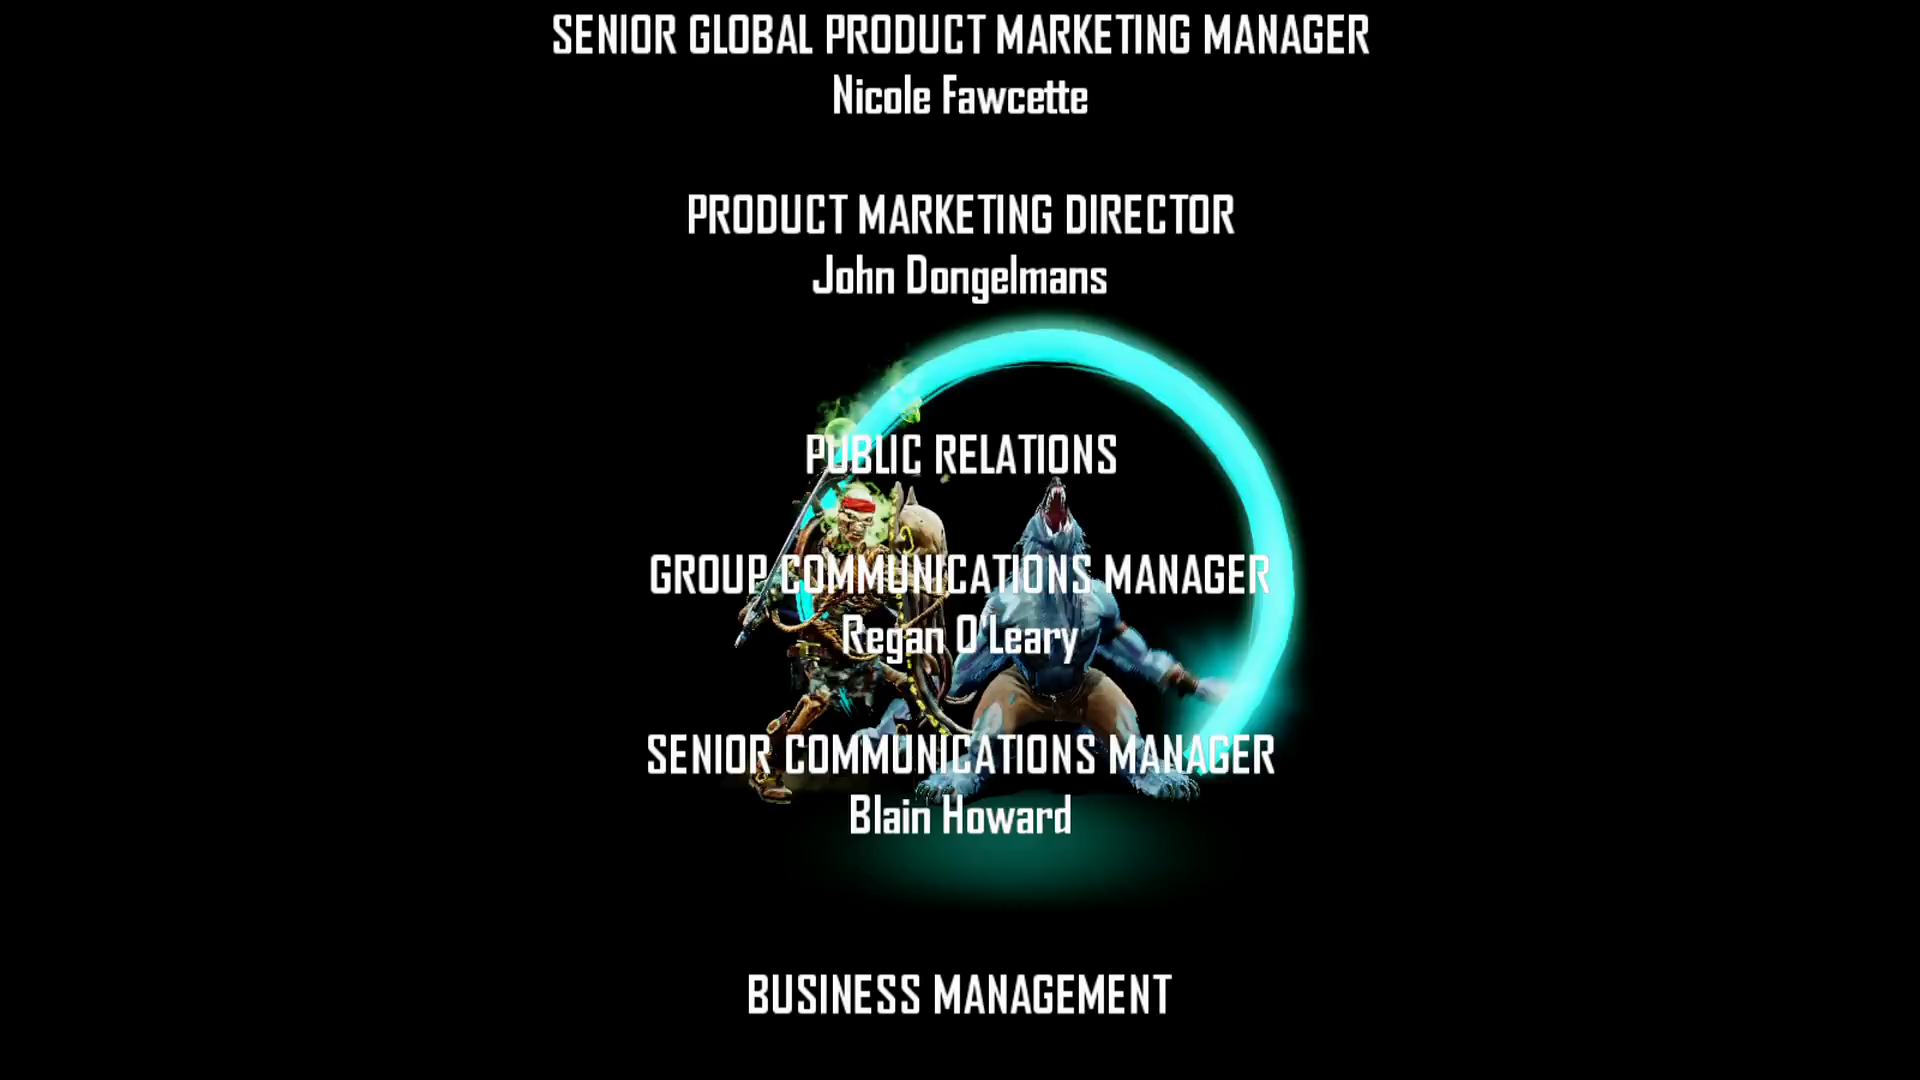 SENIOR GLOBAL PRODUCT MARKETING MANAGER
Nicole Fawcette
PRODUCT MARKETING DIRECTOR
John Dongelmans
PUBLIC RELATIONS
GROUP COMMUNICATIONS MANAGER
Regan O'Leary
SENIOR COMMUNICATIONS MANAGER
Blain Howard
BUSINESS MANAGEMENT